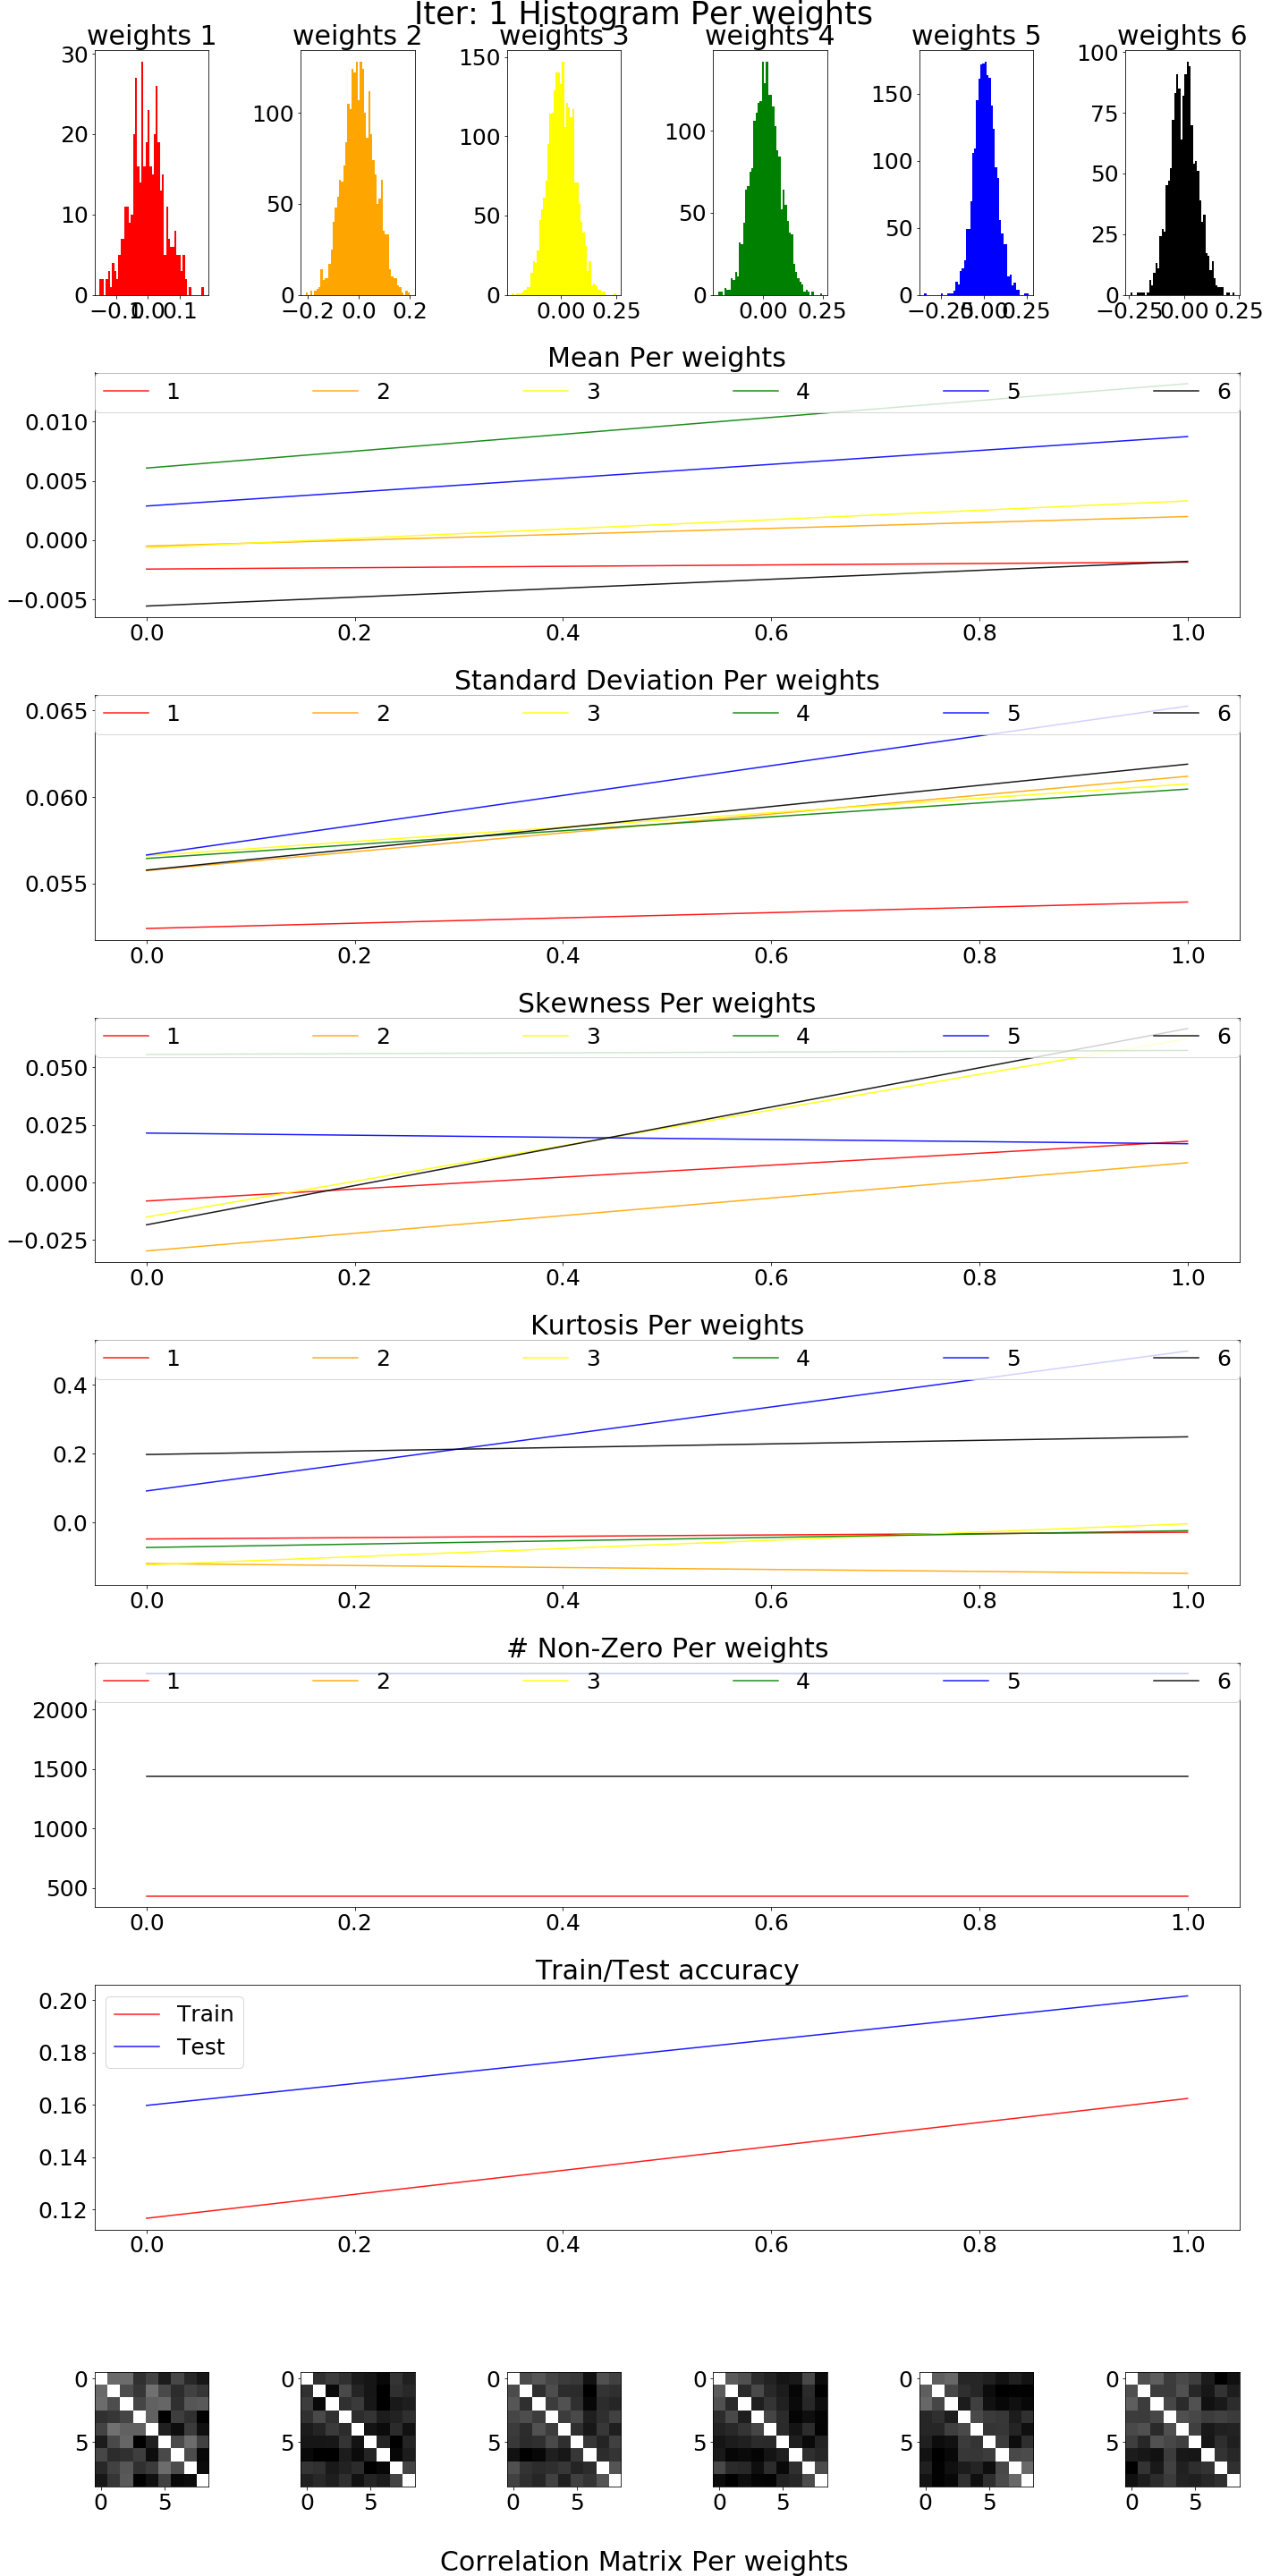 Iter: 1 Histogram Per weights
weights 1 weights 2 weights 3 weights 4 weights 5 weights 6
30 20 10 0
−0.1 0.0 0.1
100 50 0
−0.2 0.0 0.2
150 100 50 0
0.00 0.25
100 50 0
0.00 0.25
150 100 50 0
−0.25 0.00 0.25
100 75 50 25 0
−0.25 0.00 0.25
Mean Per weights
1 2 3 4 5 6
0.010
0.005
0.000
−0.005
0.0 0.2 0.4 0.6 0.8 1.0
Standard Deviation Per weights
1 2 3 4 5 6
0.065
0.060
0.055
0.0 0.2 0.4 0.6 0.8 1.0
Skewness Per weights
1 2 3 4 5 6
0.050
0.025
0.000
−0.025
0.0 0.2 0.4 0.6 0.8 1.0
Kurtosis Per weights
1 2 3 4 5 6
0.4
0.2
0.0
0.0 0.2 0.4 0.6 0.8 1.0
# Non-Zero Per weights
1 2 3 4 5 6
2000
1500
1000
500
0.0 0.2 0.4 0.6 0.8 1.0
Train/Test accuracy
Train
Test
0.20
0.18
0.16
0.14
0.12
0.0 0.2 0.4 0.6 0.8 1.0
0 0 0 0 0 0
5 5 5 5 5 5
0 5 0 5 0 5 0 5 0 5 0 5
Correlation Matrix Per weights